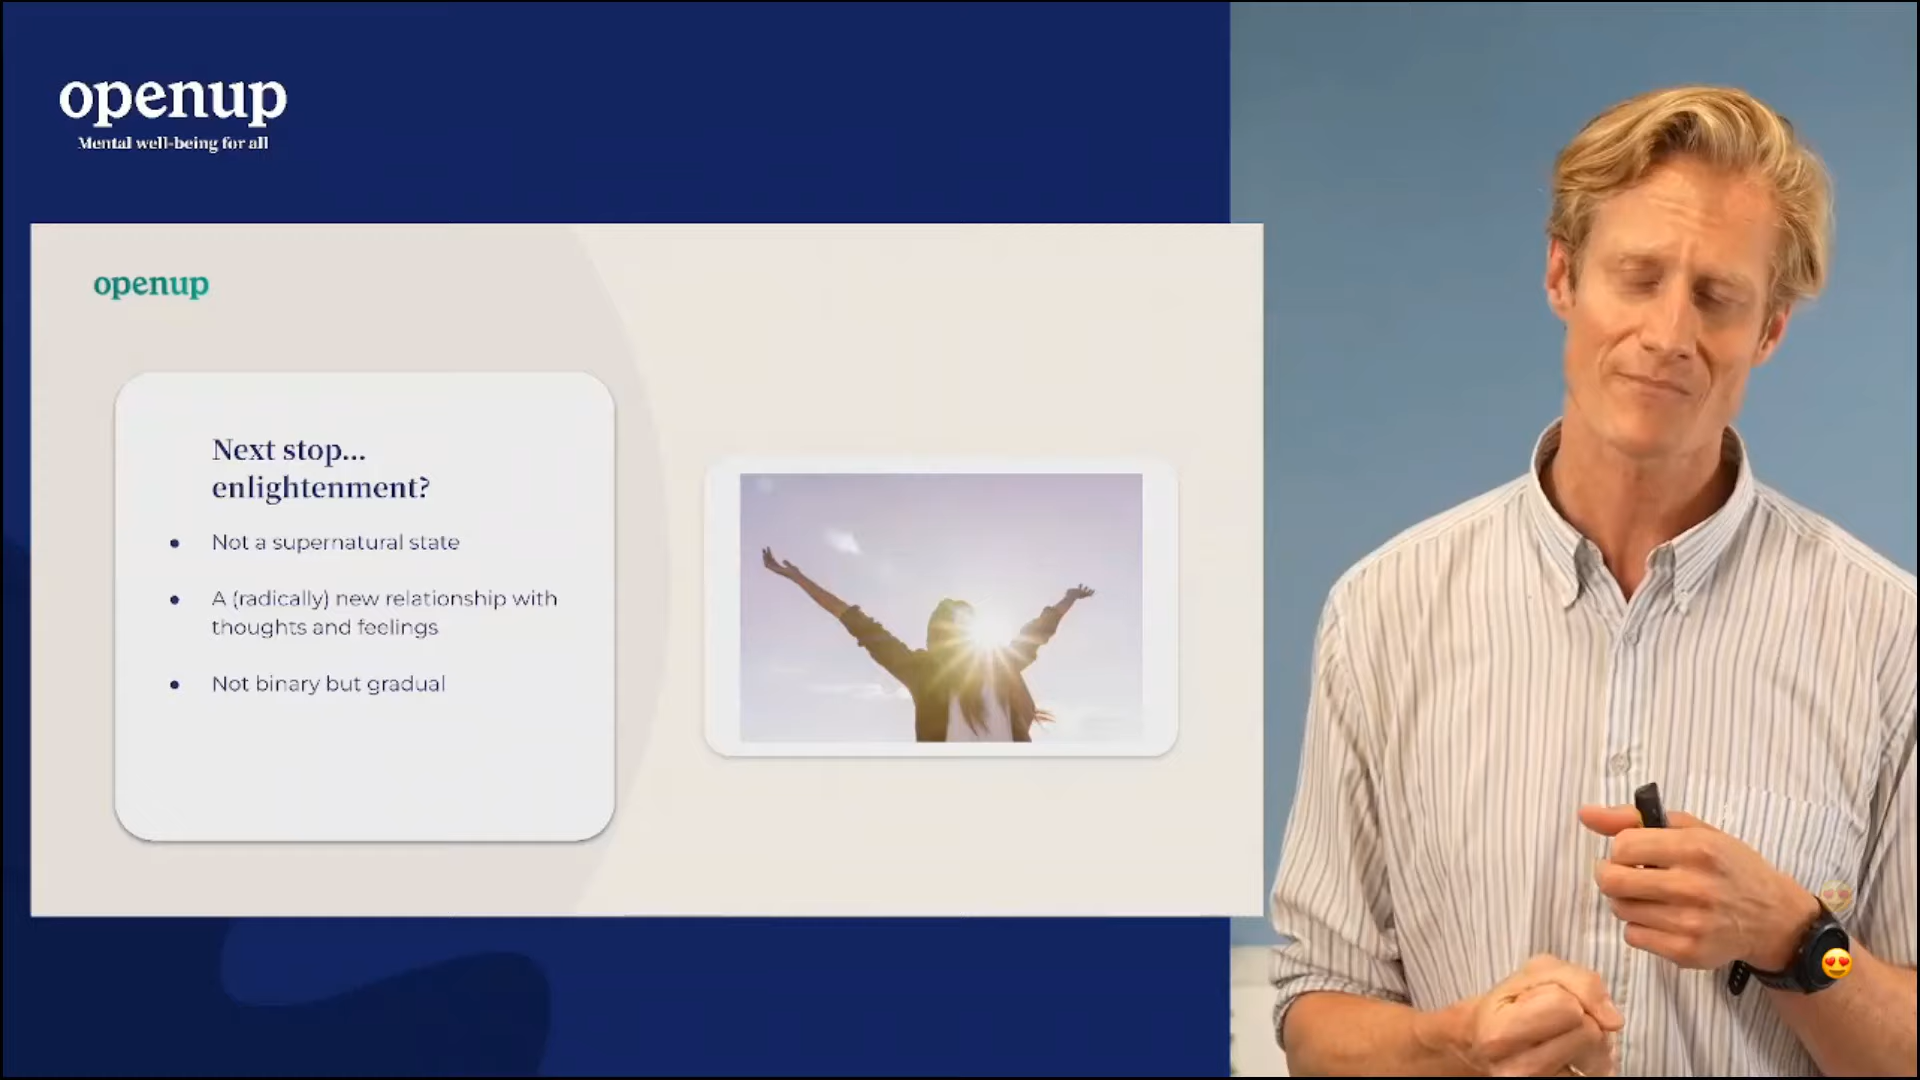 openup
Mental well-being for all
openup
Next stop...
enlightenment?
• Not a supernatural state
• A (radically) new relationship with
thoughts and feelings
• Not binary but gradual